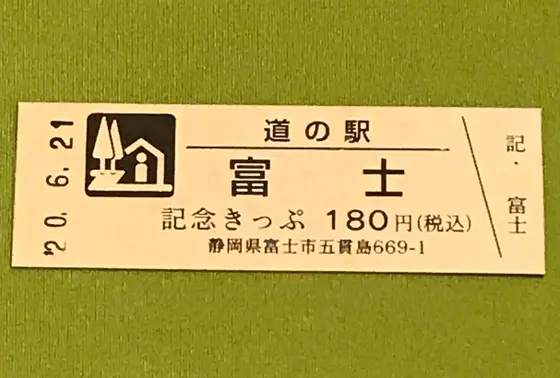 20. 6. 21
道の駅
富士
記念きっぷ 180円(税込)
静岡県富士市五貫島669-1
記・富士